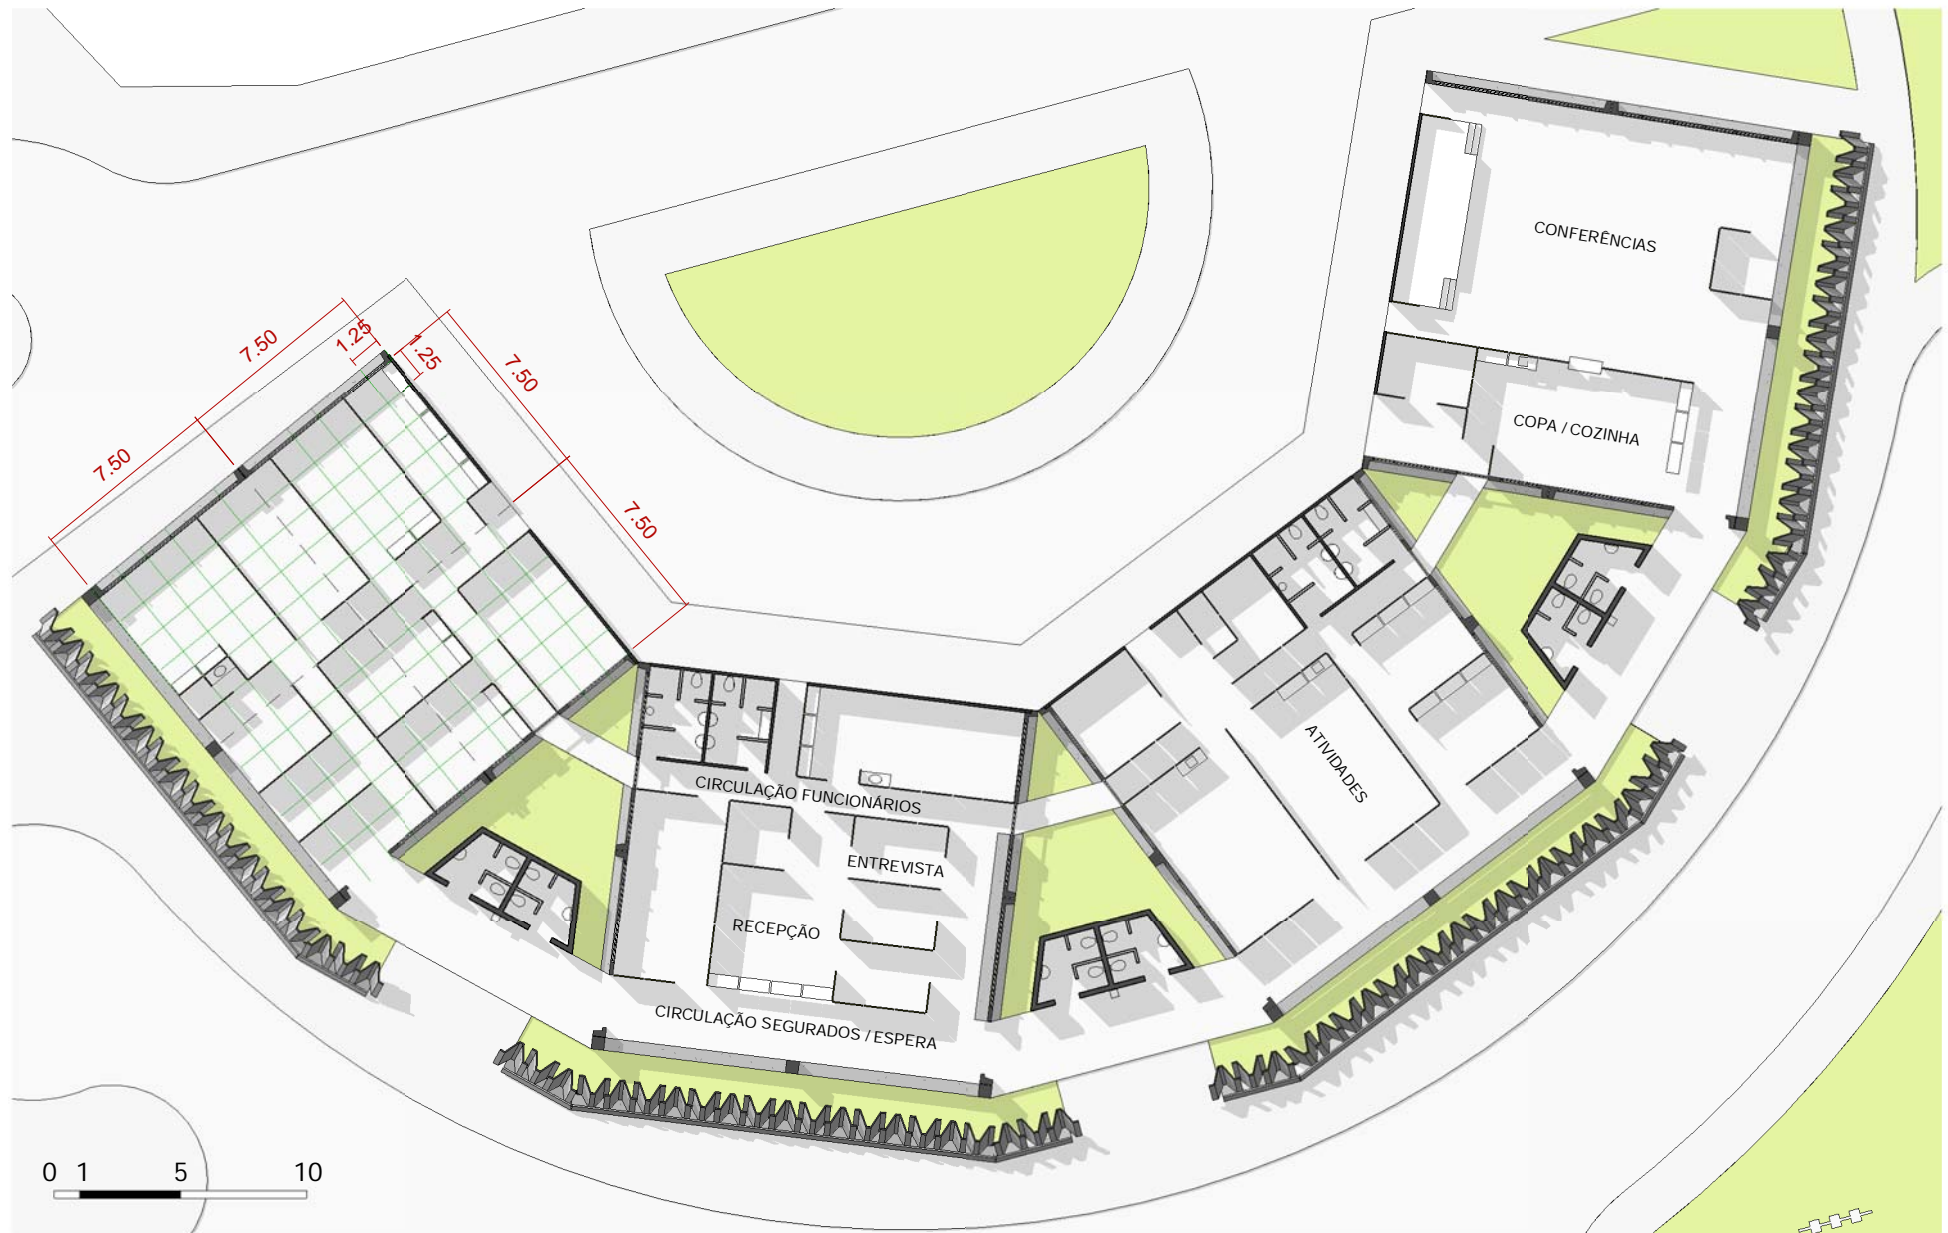 CONFERÊNCIAS
7.50
1.25
1.25
7.50
7.50
7.50
COPA / COZINHA
ATIVIDADES
CIRCULAÇÃO FUNCIONÁRIOS
ENTREVISTA
RECEPÇÃO
CIRCULAÇÃO SEGURADOS / ESPERA
0 1 5 10